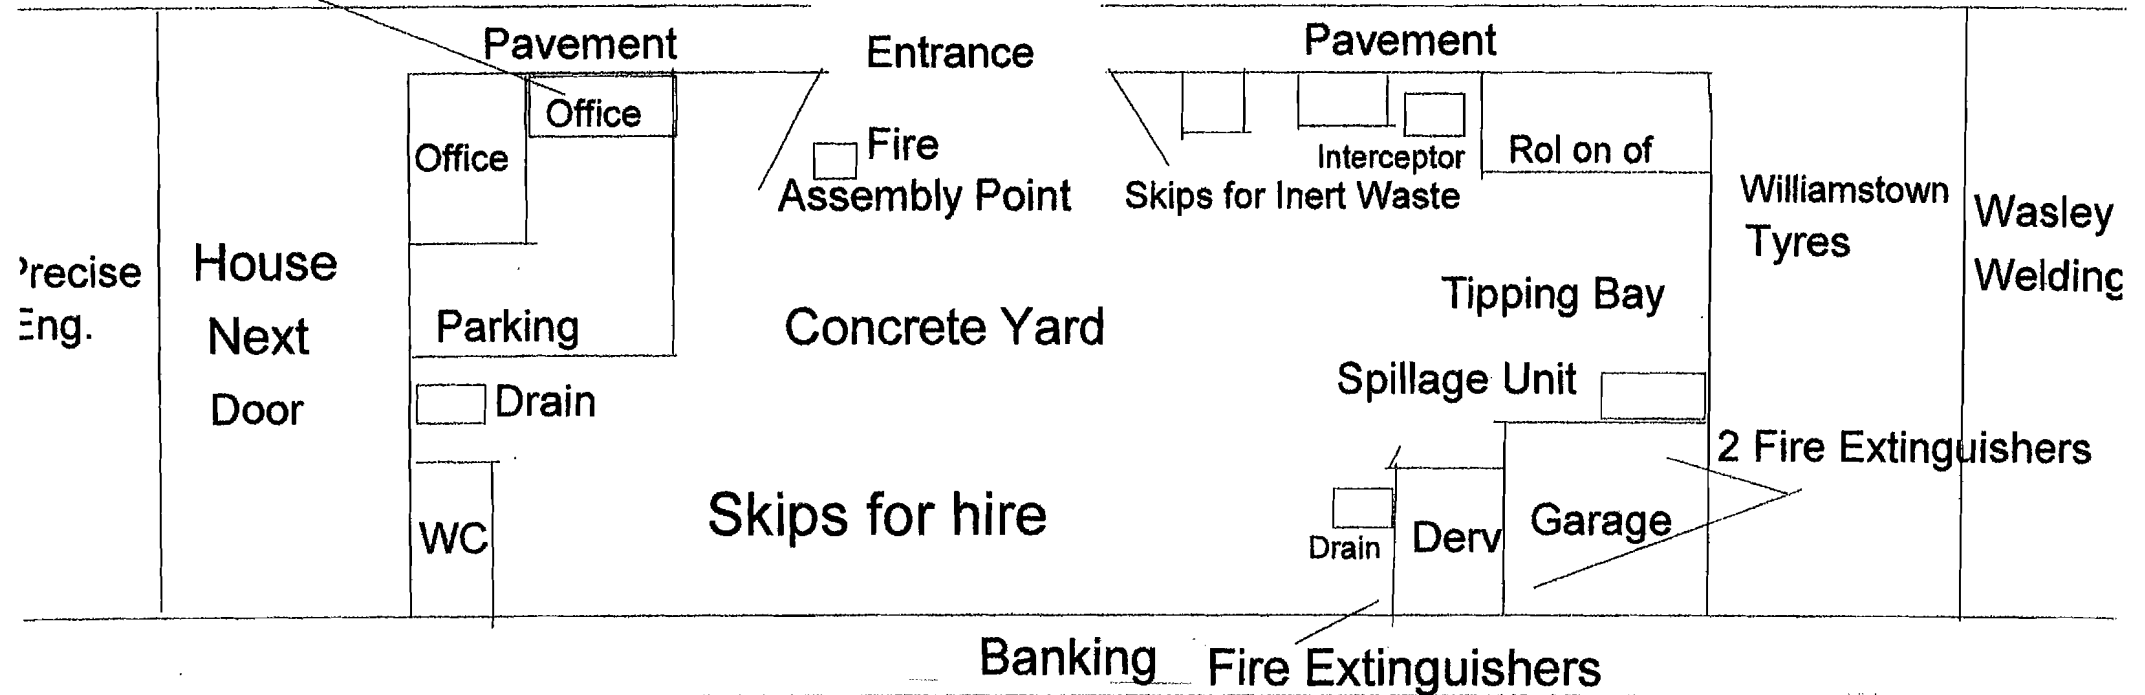 Pavement
Entrance
Pavement
Office
Office
Fire
Assembly Point
Interceptor
Rol on of
Skips for Inert Waste
Williamstown
Tyres
Wasley
Welding
Precise
Eng.
House
Next
Door
Parking
Concrete Yard
Tipping Bay
Drain
Spillage Unit
2 Fire Extinguishers
WC
Skips for hire
Drain
Derv
Garage
Banking
Fire Extinguishers